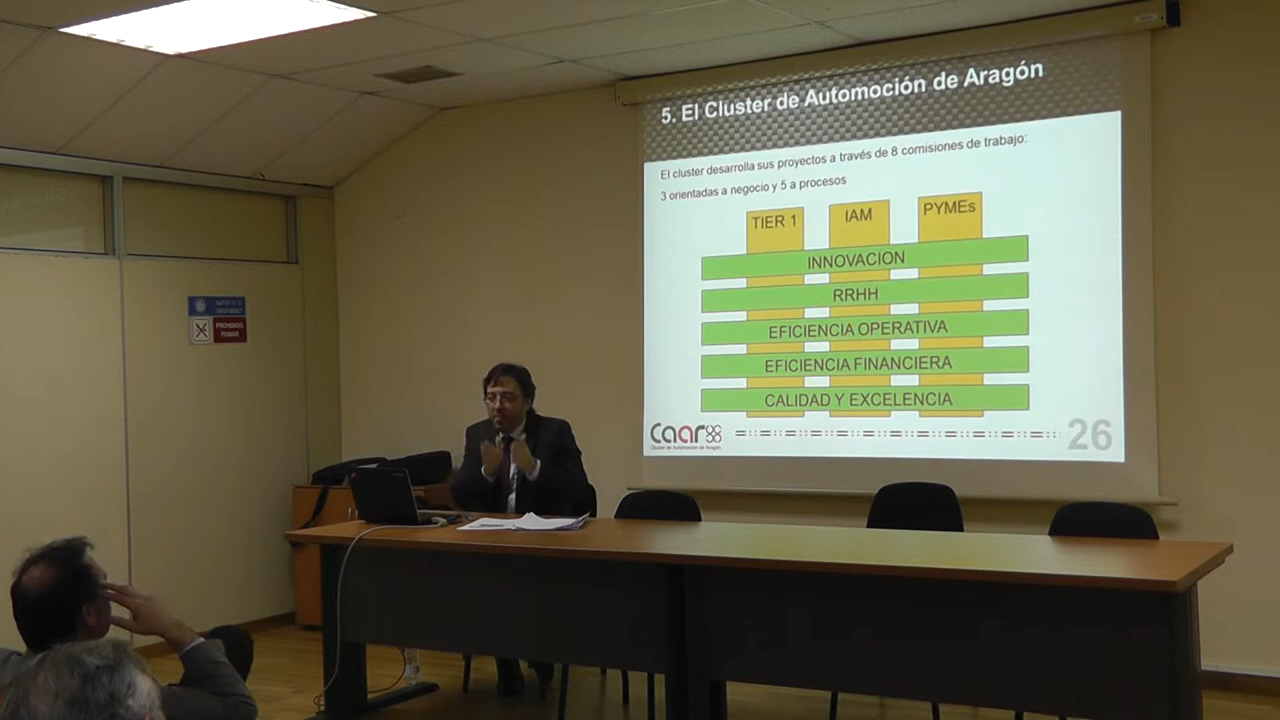 5. El Cluster de Automoción de Aragón
El cluster desarrolla sus proyectos a través de 8 comisiones de trabajo:
3 orientadas a negocio y 5 a procesos
TIER 1
IAM
PYMEs
INNOVACION
RRHH
EFICIENCIA OPERATIVA
EFICIENCIA FINANCIERA
CALIDAD Y EXCELENCIA
caar
Cluster de Automoción de Aragón
26
PROHIBIDO
FUMAR